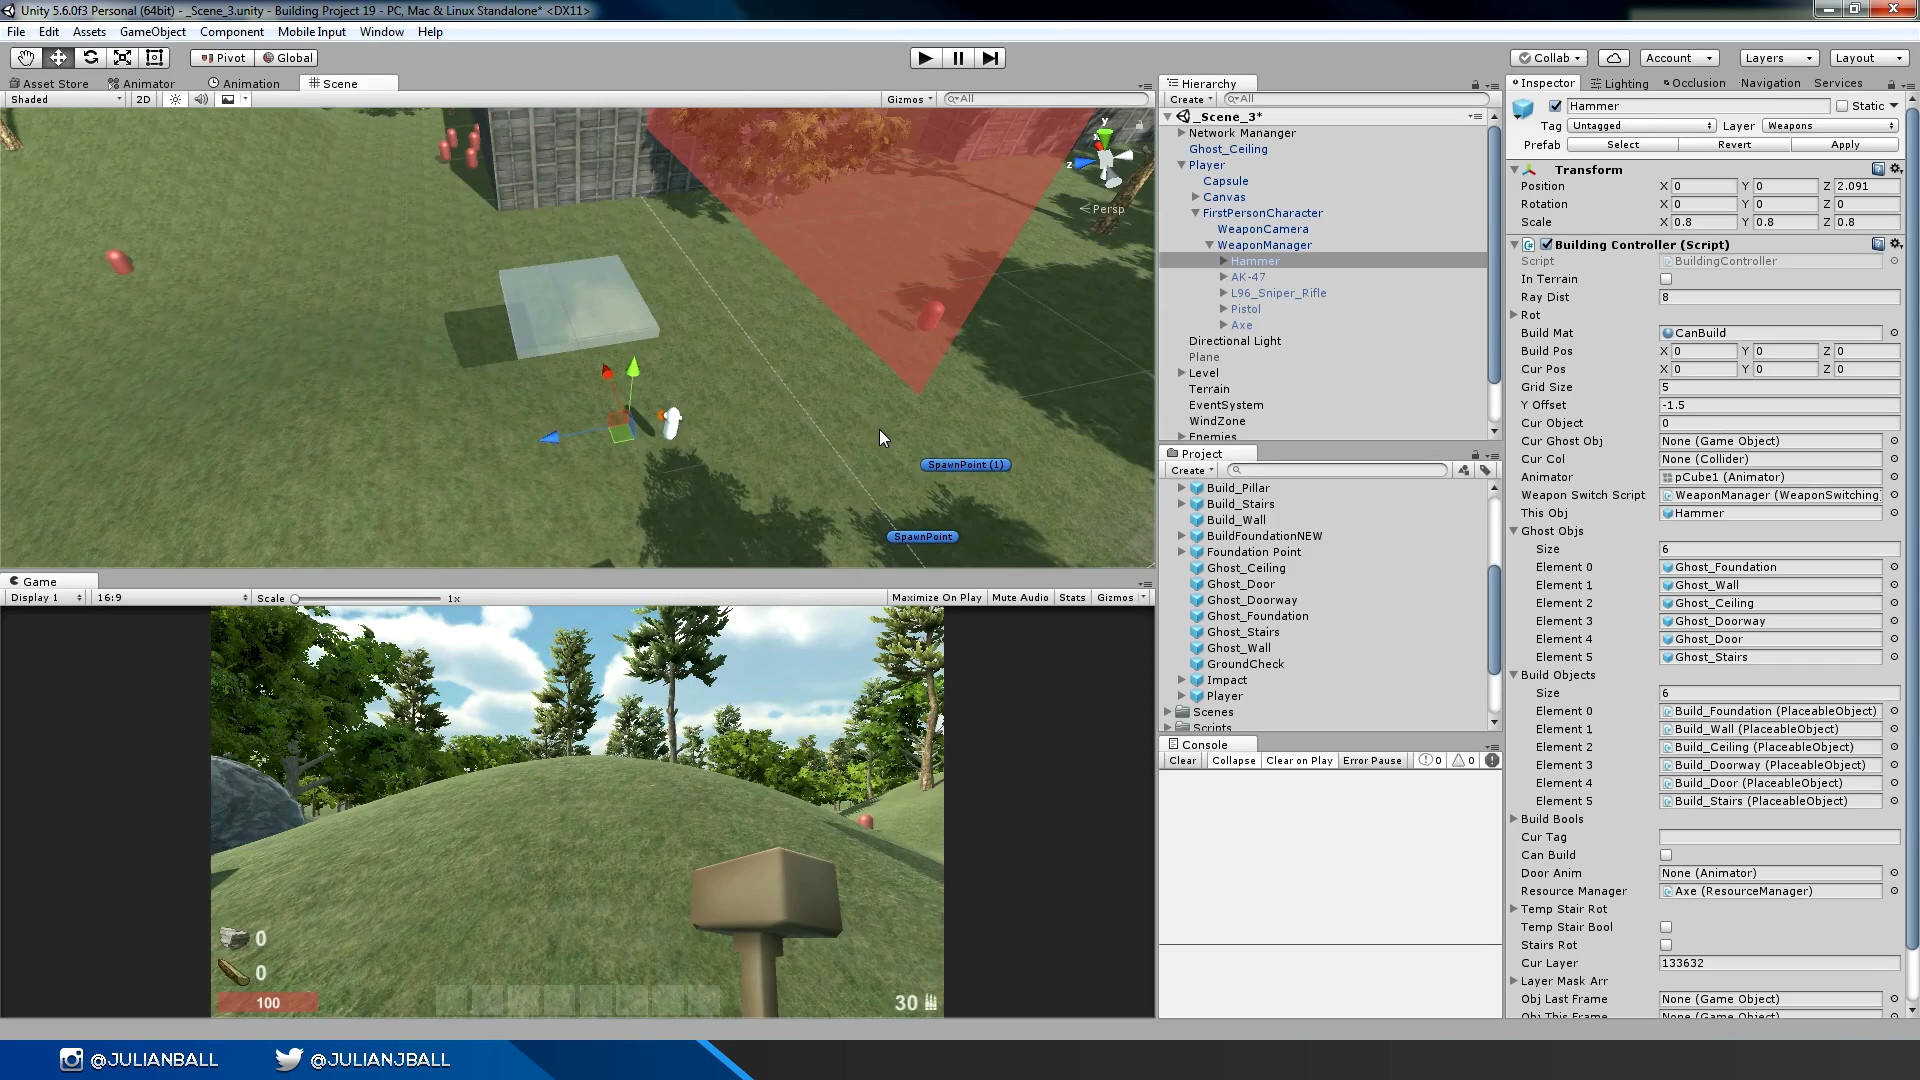 Unity 5.6.0f3 Personal (64bit) - _Scene_3.unity - Building Project 19 - PC, Mac & Linux Standalone* <DX11>
File Edit Assets GameObject Component Mobile Input Window Help
Pivot Global Collab Account Layers Layout
Asset Store Animator Animation Scene
Shaded 2D Gizmos All
y
x
z
Persp
SpawnPoint (1)
SpawnPoint
Game
Display 1 16:9 Scale 1x Maximize On Play Mute Audio Stats Gizmos
0
0
100
30
Hierarchy
Create All
_Scene_3*
Network Mananger
Ghost_Ceiling
Player
Capsule
Canvas
FirstPersonCharacter
WeaponCamera
WeaponManager
Hammer
AK-47
L96_Sniper_Rifle
Pistol
Axe
Directional Light
Plane
Level
Terrain
EventSystem
WindZone
Enemies
Project
Create
Build_Pillar
Build_Stairs
Build_Wall
BuildFoundationNEW
Foundation Point
Ghost_Ceiling
Ghost_Door
Ghost_Doorway
Ghost_Foundation
Ghost_Stairs
Ghost_Wall
GroundCheck
Impact
Player
Scenes
Scripts
Console
Clear Collapse Clear on Play Error Pause 0 0
Inspector Lighting Occlusion Navigation Services
Hammer Static
Tag Untagged Layer Weapons
Prefab Select Revert Apply
Transform
Position X 0 Y 0 Z 2.091
Rotation X 0 Y 0 Z 0
Scale X 0.8 Y 0.8 Z 0.8
Building Controller (Script)
Script BuildingController
In Terrain
Ray Dist 8
Rot
Build Mat CanBuild
Build Pos X 0 Y 0 Z 0
Cur Pos X 0 Y 0 Z 0
Grid Size 5
Y Offset -1.5
Cur Object 0
Cur Ghost Obj None (Game Object)
Cur Col None (Collider)
Animator pCube1 (Animator)
Weapon Switch Script WeaponManager (WeaponSwitching
This Obj Hammer
Ghost Objs
Size 6
Element 0 Ghost_Foundation
Element 1 Ghost_Wall
Element 2 Ghost_Ceiling
Element 3 Ghost_Doorway
Element 4 Ghost_Door
Element 5 Ghost_Stairs
Build Objects
Size 6
Element 0 Build_Foundation (PlaceableObject)
Element 1 Build_Wall (PlaceableObject)
Element 2 Build_Ceiling (PlaceableObject)
Element 3 Build_Doorway (PlaceableObject)
Element 4 Build_Door (PlaceableObject)
Element 5 Build_Stairs (PlaceableObject)
Build Bools
Cur Tag
Can Build
Door Anim None (Animator)
Resource Manager Axe (ResourceManager)
Temp Stair Rot
Temp Stair Bool
Stairs Rot
Cur Layer 133632
Layer Mask Arr
Obj Last Frame None (Game Object)
Obj This Frame None (Game Object)
@JULIANBALL @JULIANJBALL